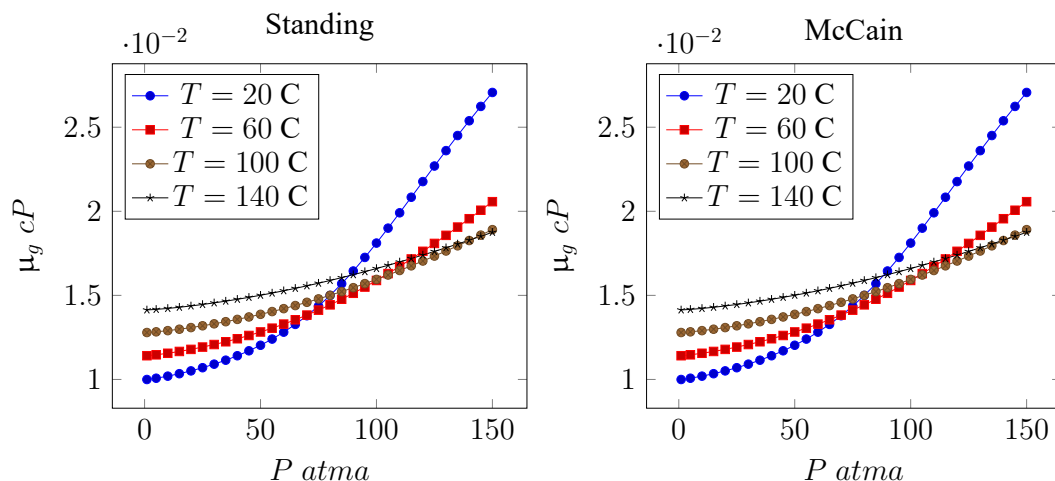 Standing
·10⁻²
T = 20 C
T = 60 C
T = 100 C
T = 140 C
2.5
2
1.5
1
0
50
100
150
μg cP
P atma
McCain
·10⁻²
T = 20 C
T = 60 C
T = 100 C
T = 140 C
2.5
2
1.5
1
0
50
100
150
μg cP
P atma